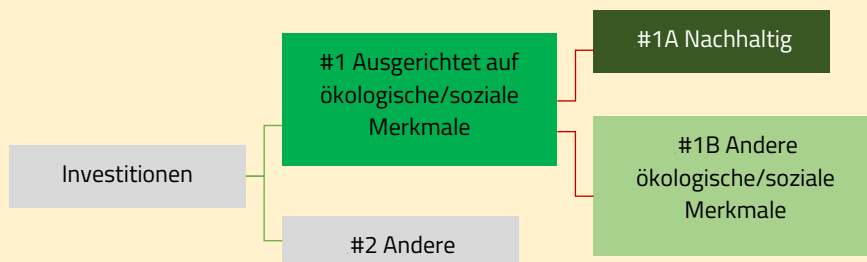 Investitionen
#1 Ausgerichtet auf
ökologische/soziale
Merkmale
#2 Andere
#1A Nachhaltig
#1B Andere
ökologische/soziale
Merkmale